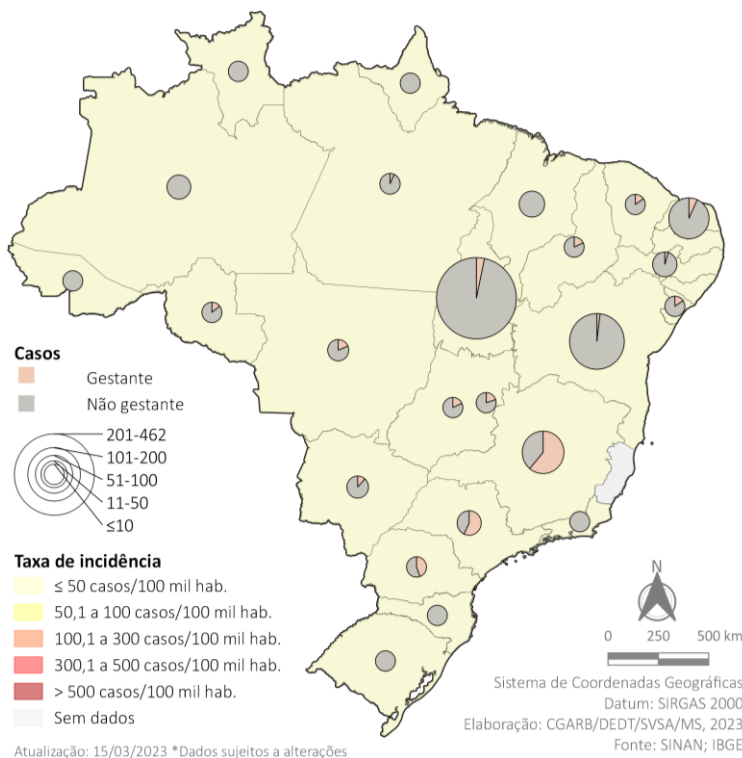 Casos
Gestante
Não gestante
201-462
101-200
51-100
11-50
≤10
Taxa de incidência
≤ 50 casos/100 mil hab.
50,1 a 100 casos/100 mil hab.
100,1 a 300 casos/100 mil hab.
300,1 a 500 casos/100 mil hab.
> 500 casos/100 mil hab.
Sem dados
Atualização: 15/03/2023 *Dados sujeitos a alterações
N
0 250 500 km
Sistema de Coordenadas Geográficas
Datum: SIRGAS 2000
Elaboração: CGARB/DEDT/SVSA/MS, 2023
Fonte: SINAN; IBGE